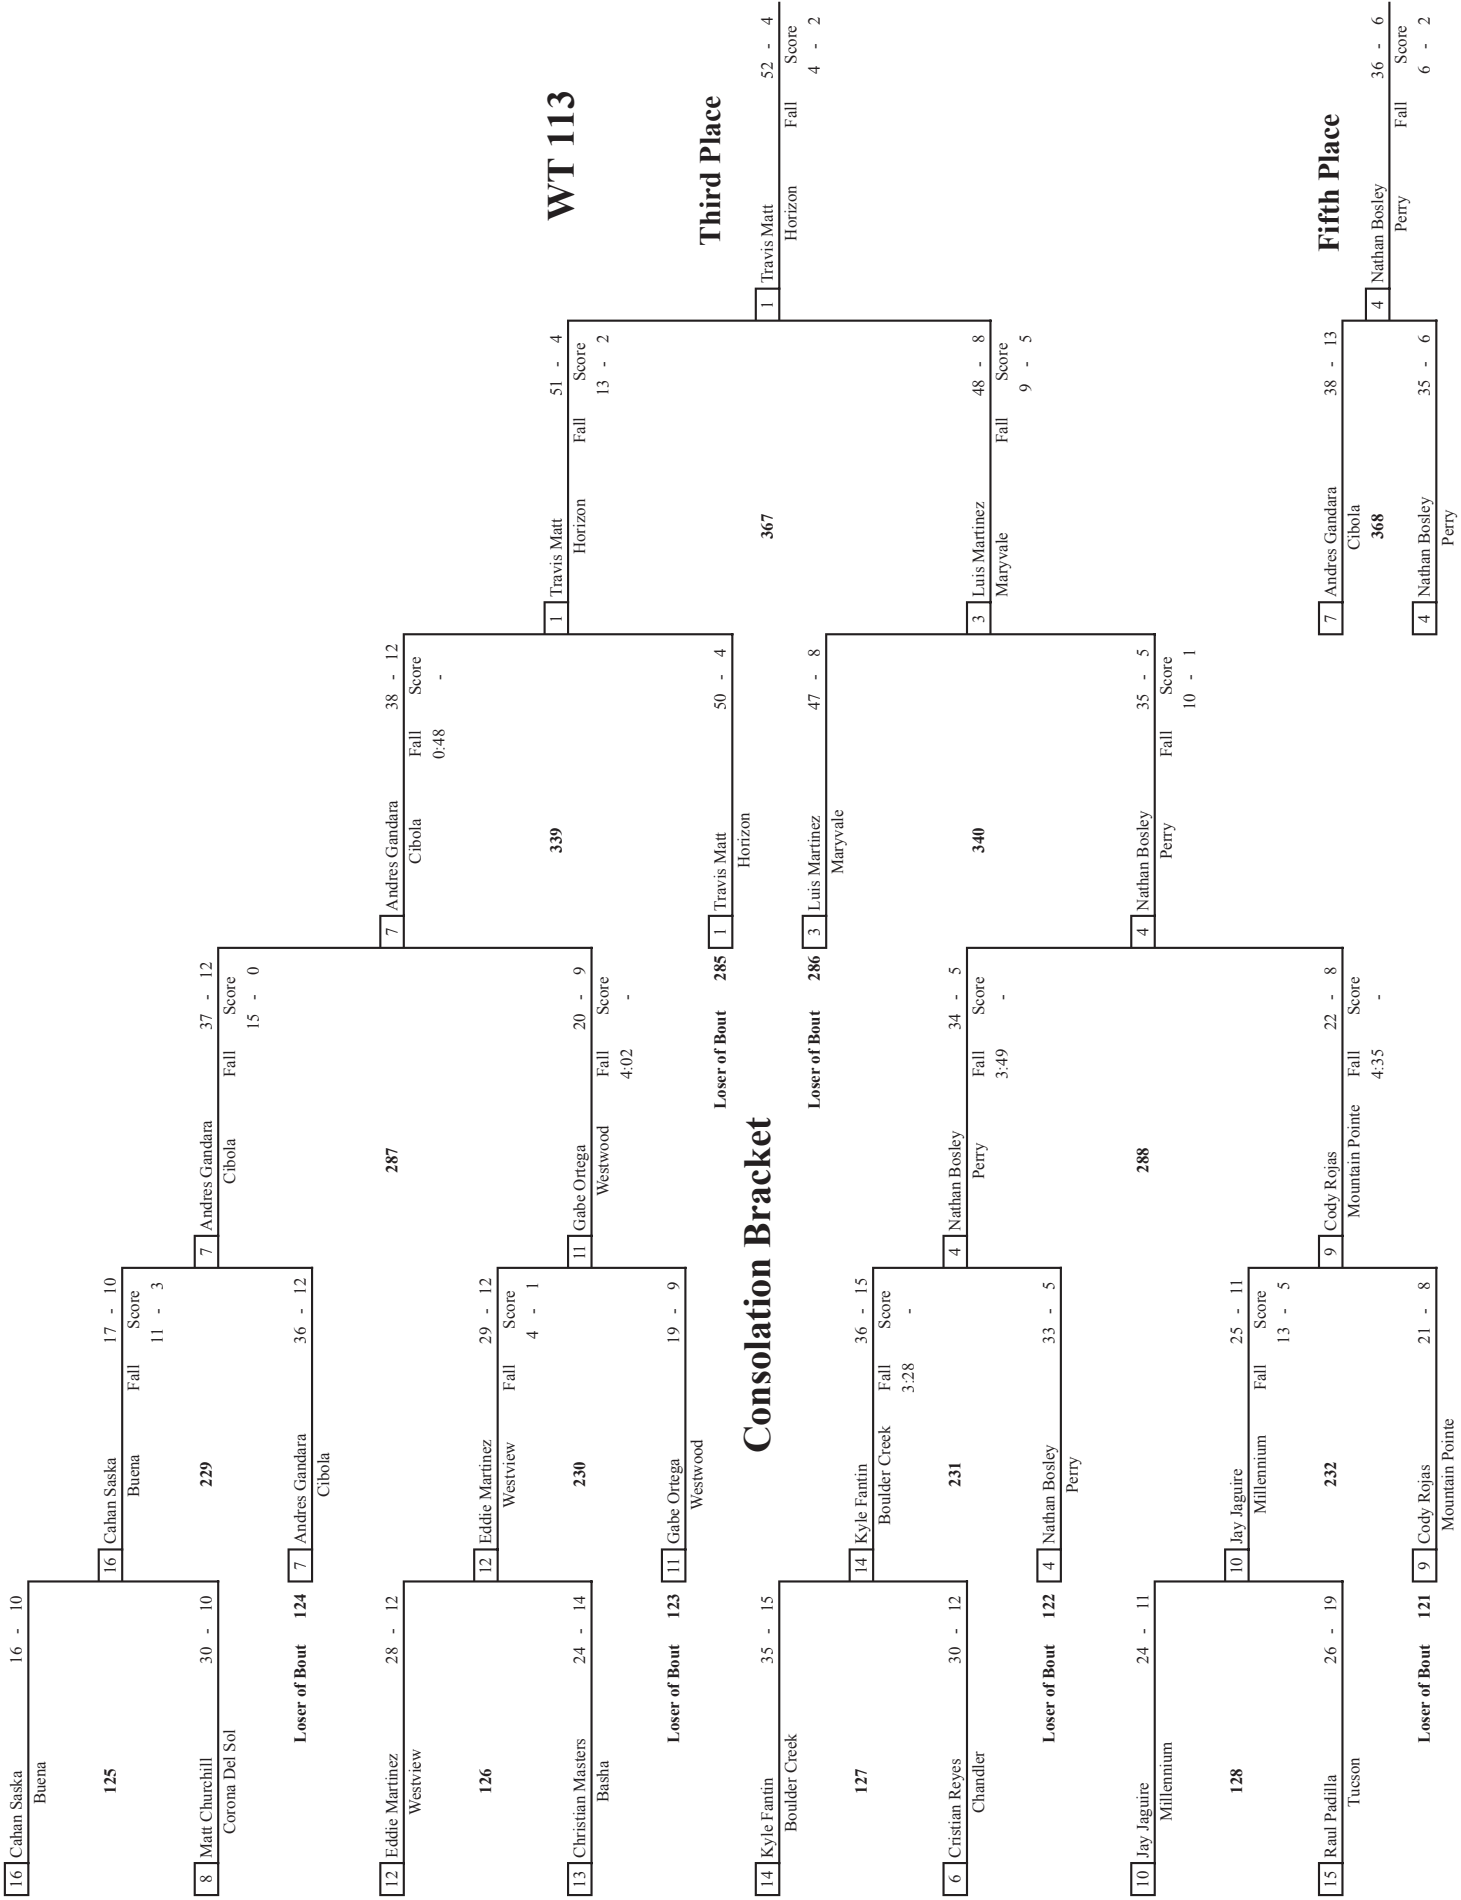 16 Cahan Saska 16 - 10
Buena
125
8 Matt Churchill 30 - 10
Corona Del Sol
Loser of Bout 124
12 Eddie Martinez 28 - 12
Westview
126
13 Christian Masters 24 - 14
Basha
Loser of Bout 123
14 Kyle Fantin 35 - 15
Boulder Creek
127
6 Cristian Reyes 30 - 12
Chandler
Loser of Bout 122
10 Jay Jaguire 24 - 11
Millennium
128
15 Raul Padilla 26 - 19
Tucson
Loser of Bout 121
16 Cahan Saska 17 - 10
Buena Fall Score
11 - 3
229
7 Andres Gandara 36 - 12
Cibola
12 Eddie Martinez 29 - 12
Westview Fall Score
4 - 1
230
11 Gabe Ortega 19 - 9
Westwood
Consolation Bracket
14 Kyle Fantin 36 - 15
Boulder Creek Fall Score
3:28 -
231
4 Nathan Bosley 33 - 5
Perry
10 Jay Jaguire 25 - 11
Millennium Fall Score
13 - 5
232
9 Cody Rojas 21 - 8
Mountain Pointe
7 Andres Gandara 37 - 12
Cibola Fall Score
15 - 0
287
11 Gabe Ortega 20 - 9
Westwood Fall Score
4:02 -
Loser of Bout 285
Loser of Bout 286
4 Nathan Bosley 34 - 5
Perry Fall Score
3:49 -
288
9 Cody Rojas 22 - 8
Mountain Pointe Fall Score
4:35 -
7 Andres Gandara 38 - 12
Cibola Fall Score
0:48 -
339
1 Travis Matt 50 - 4
Horizon
3 Luis Martinez 47 - 8
Maryvale
340
4 Nathan Bosley 35 - 5
Perry Fall Score
10 - 1
1 Travis Matt 51 - 4
Horizon Fall Score
13 - 2
367
3 Luis Martinez 48 - 8
Maryvale Fall Score
9 - 5
7 Andres Gandara 38 - 13
Cibola
368
4 Nathan Bosley 35 - 6
Perry
WT 113
Third Place
1 Travis Matt 52 - 4
Horizon Fall Score
4 - 2
Fifth Place
4 Nathan Bosley 36 - 6
Perry Fall Score
6 - 2